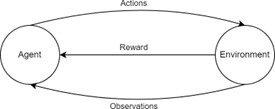 Actions
Agent
Reward
Environment
Observations